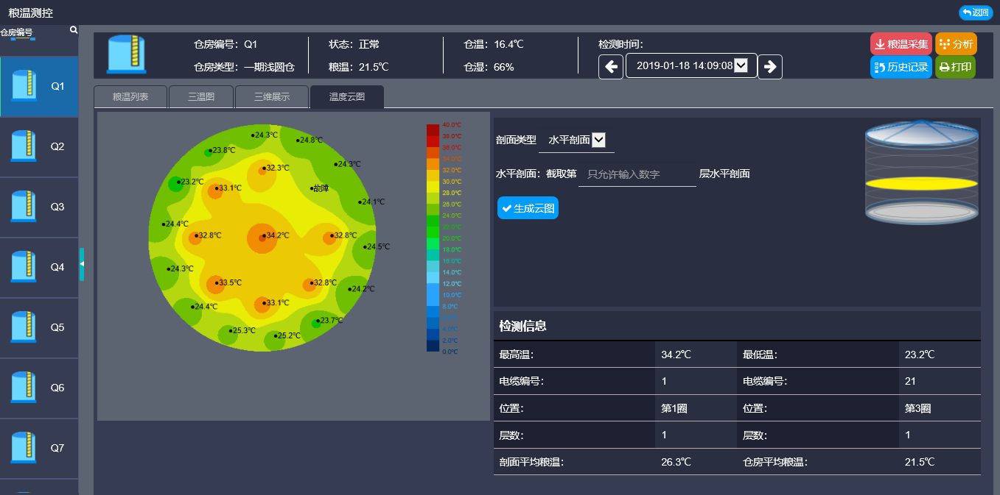 粮温测控
返回
仓房编号
Q1
Q2
Q3
Q4
Q5
Q6
Q7
仓房编号：Q1
仓房类型：一期浅圆仓
状态：正常
粮温：21.5℃
仓温：16.4℃
仓湿：66%
检测时间：
2019-01-18 14:09:08
粮温采集
分析
历史记录
打印
粮温列表
三温图
三维展示
温度云图
24.3℃
24.8℃
23.8℃
24.3℃
32.3℃
23.2℃
33.1℃
故障
24.1℃
24.4℃
32.8℃
34.2℃
32.8℃
24.5℃
24.3℃
33.5℃
32.8℃
24.2℃
24.4℃
33.1℃
23.7℃
25.3℃
25.2℃
40.0℃
38.0℃
36.0℃
34.0℃
32.0℃
30.0℃
28.0℃
26.0℃
24.0℃
22.0℃
20.0℃
18.0℃
16.0℃
14.0℃
12.0℃
10.0℃
8.0℃
6.0℃
4.0℃
2.0℃
0.0℃
剖面类型 水平剖面
水平剖面：截取第 只允许输入数字 层水平剖面
生成云图
检测信息
最高温： 34.2℃ 最低温： 23.2℃
电缆编号： 1 电缆编号： 21
位置： 第1圈 位置： 第3圈
层数： 1 层数： 1
剖面平均粮温： 26.3℃ 仓房平均粮温： 21.5℃